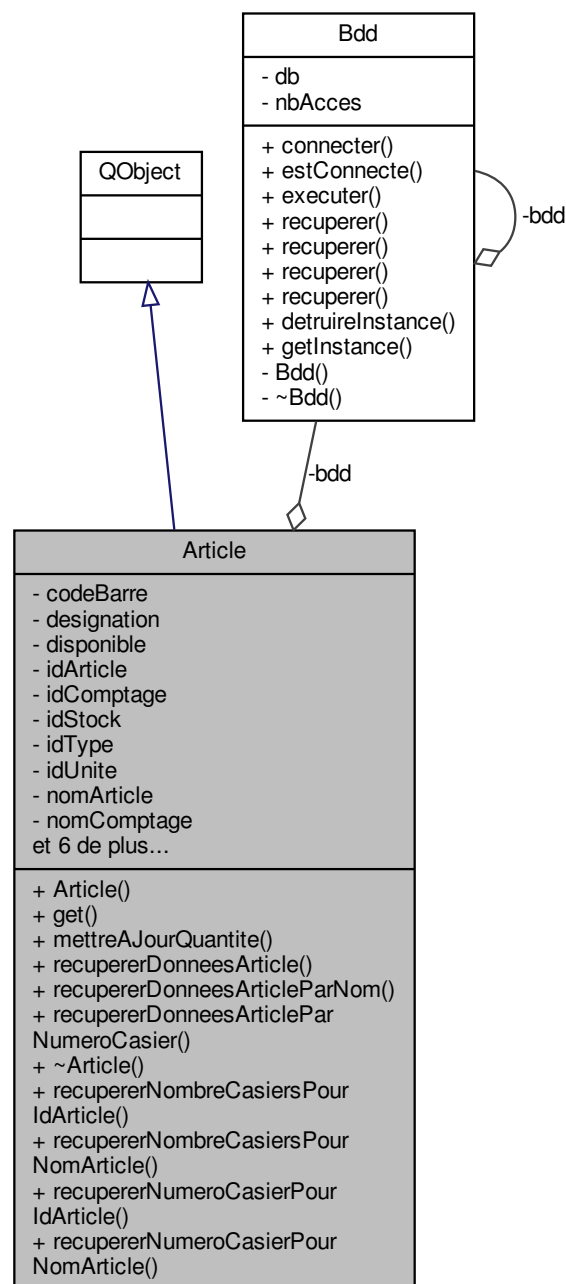 Bdd
- db
- nbAcces
+ connecter()
+ estConnecte()
+ executer()
+ recuperer()
+ recuperer()
+ recuperer()
+ recuperer()
+ detruireInstance()
+ getInstance()
- Bdd()
- ~Bdd()
-bdd
QObject
-bdd
Article
- codeBarre
- designation
- disponible
- idArticle
- idComptage
- idStock
- idType
- idUnite
- nomArticle
- nomComptage
et 6 de plus...
+ Article()
+ get()
+ mettreAJourQuantite()
+ recupererDonneesArticle()
+ recupererDonneesArticleParNom()
+ recupererDonneesArticlePar
NumeroCasier()
+ ~Article()
+ recupererNombreCasiersPour
IdArticle()
+ recupererNombreCasiersPour
NomArticle()
+ recupererNumeroCasierPour
IdArticle()
+ recupererNumeroCasierPour
NomArticle()